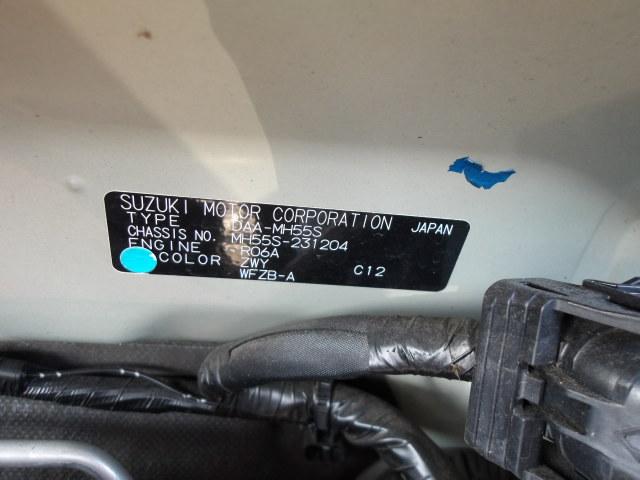 SUZUKI MOTOR CORPORATION JAPAN
TYPE DAA-MH55S
CHASSIS NO. MH55S-231204
ENGINE R06A
COLOR ZWY
WFZB-A C12